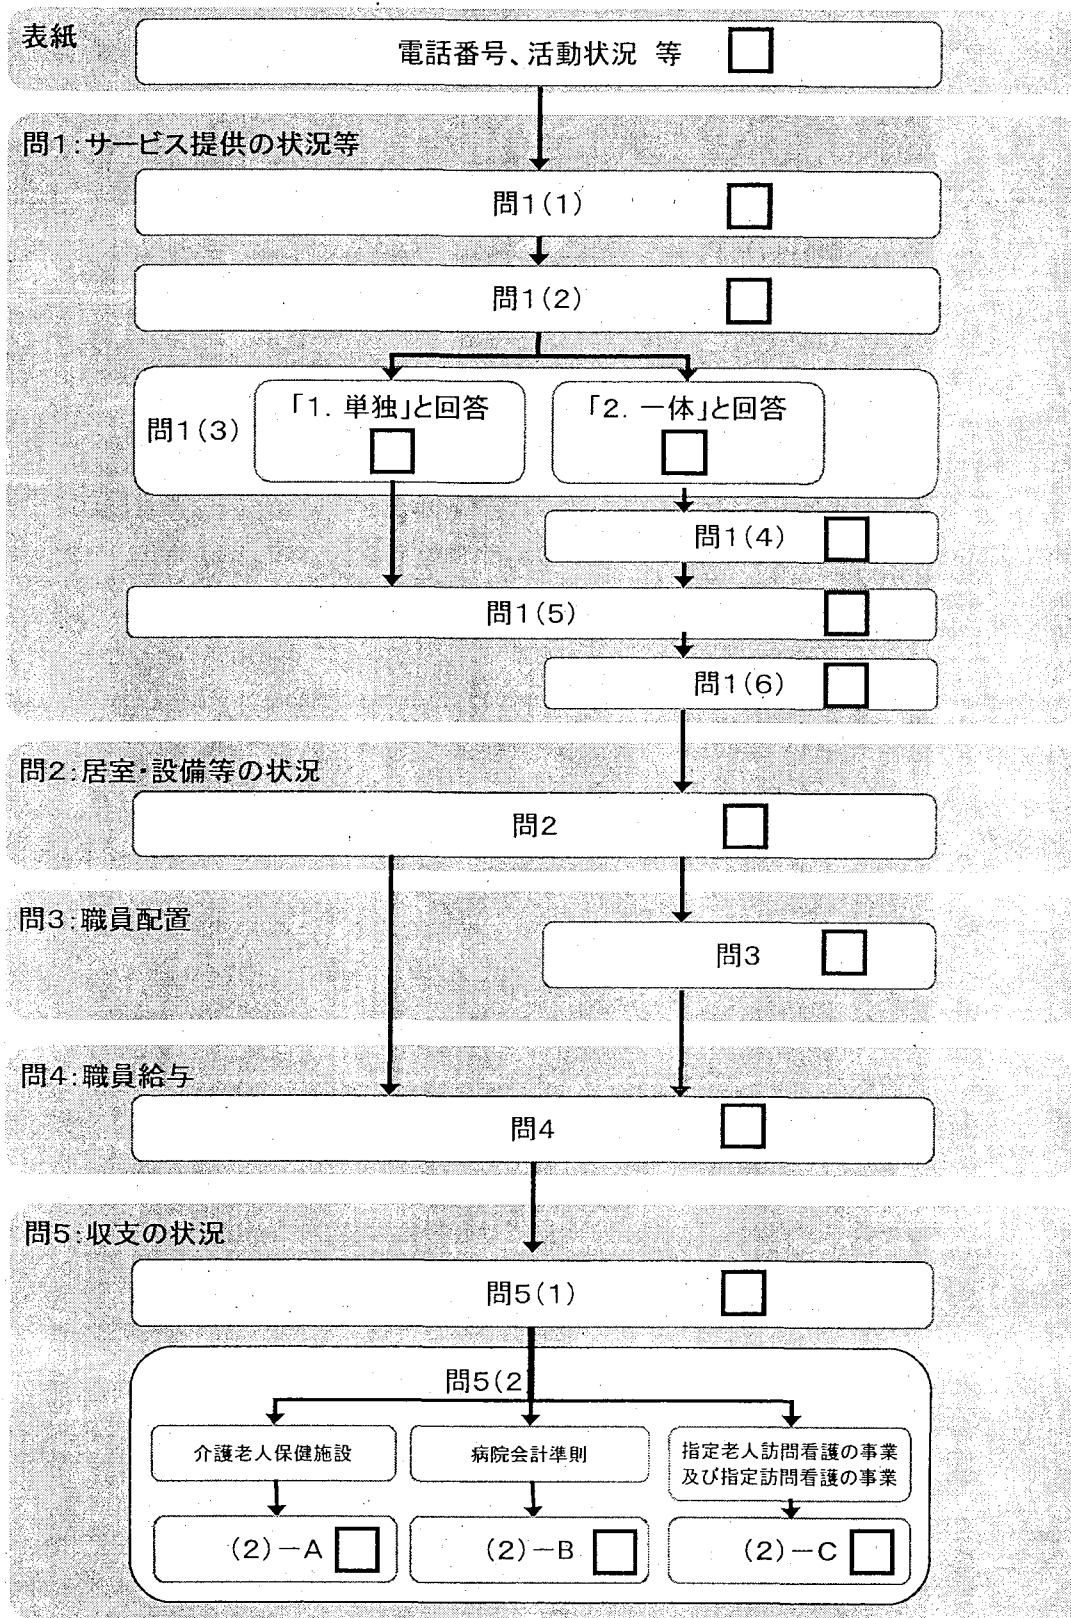 表紙
電話番号、活動状況 等
問1:サービス提供の状況等
問1(1)
問1(2)
問1(3)
「1. 単独」と回答
「2. 一体」と回答
問1(4)
問1(5)
問1(6)
問2:居室・設備等の状況
問2
問3:職員配置
問3
問4:職員給与
問4
問5:収支の状況
問5(1)
問5(2
介護老人保健施設
病院会計準則
指定老人訪問看護の事業
及び指定訪問看護の事業
(2)-A
(2)-B
(2)-C